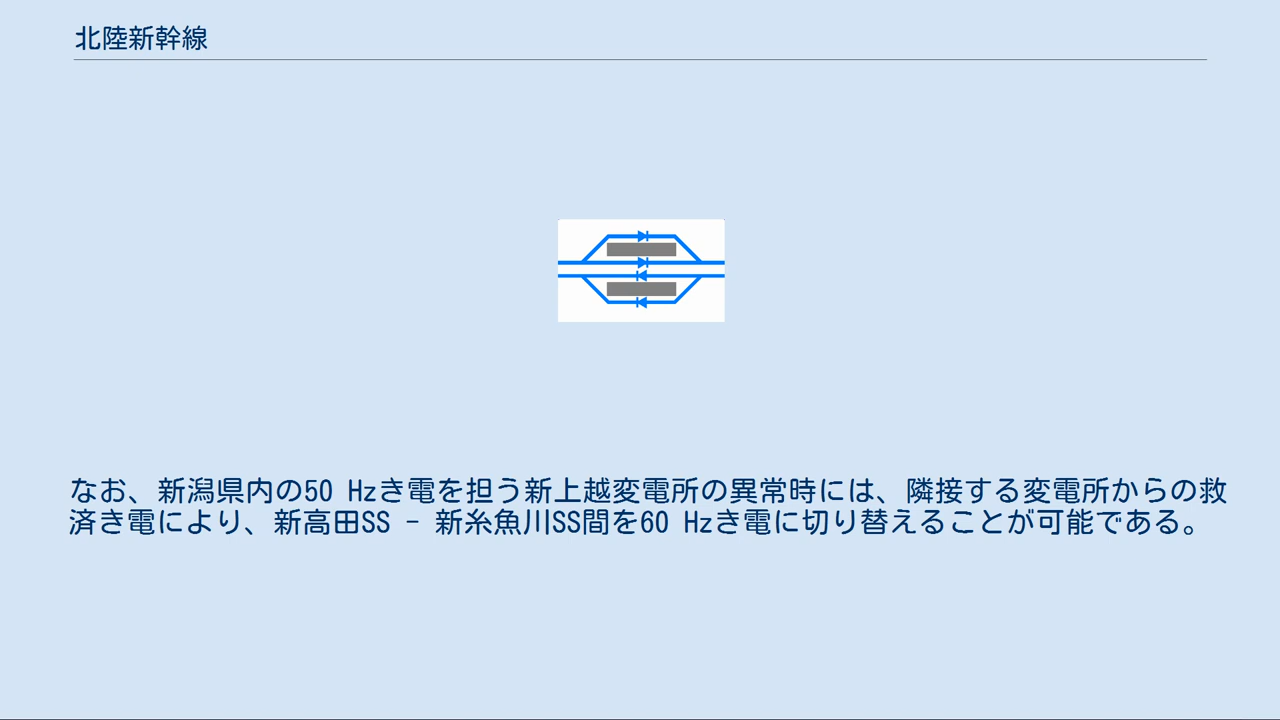 北陸新幹線
なお、新潟県内の50 Hzき電を担う新上越変電所の異常時には、隣接する変電所からの救
済き電により、新高田SS - 新糸魚川SS間を60 Hzき電に切り替えることが可能である。